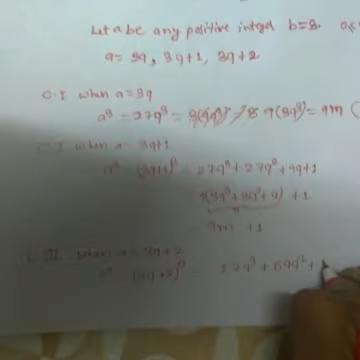 Let a be any positive integer b=3.
a = 3q, 3q+1, 3q+2
C.I when a=3q
a³ = 27q³ = 9(3q³) = 9m (
C.II when a = 3q+1
a³ = (3q+1)³ = 27q³+27q²+9q+1
9(3q³+3q²+q) +1
9m +1
C.III when a = 3q+2
a³ (3q+2)³ = 27q³+54q²+